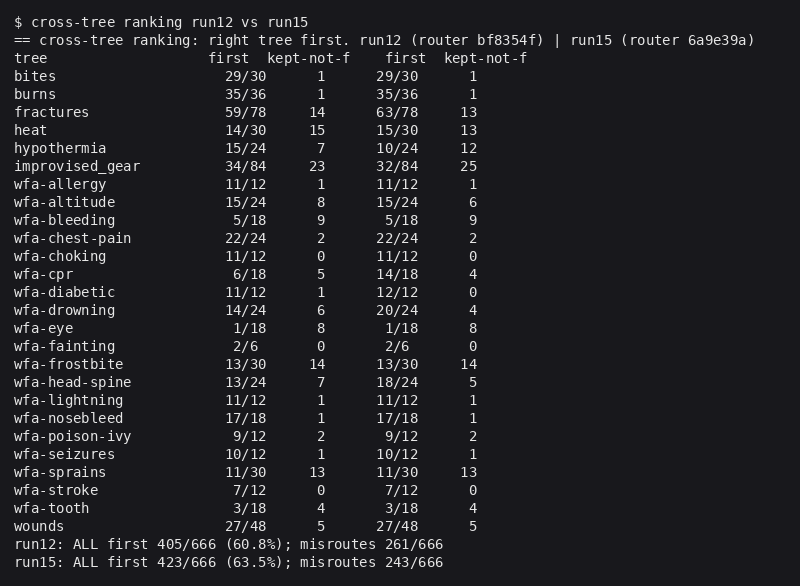 $ cross-tree ranking run12 vs run15
== cross-tree ranking: right tree first. run12 (router bf8354f) | run15 (router 6a9e39a)
tree                   first  kept-not-f    first  kept-not-f
bites                    29/30      1      29/30      1
burns                    35/36      1      35/36      1
fractures                59/78     14      63/78     13
heat                     14/30     15      15/30     13
hypothermia              15/24      7      10/24     12
improvised_gear          34/84     23      32/84     25
wfa-allergy              11/12      1      11/12      1
wfa-altitude             15/24      8      15/24      6
wfa-bleeding              5/18      9       5/18      9
wfa-chest-pain           22/24      2      22/24      2
wfa-choking              11/12      0      11/12      0
wfa-cpr                   6/18      5      14/18      4
wfa-diabetic             11/12      1      12/12      0
wfa-drowning             14/24      6      20/24      4
wfa-eye                   1/18      8       1/18      8
wfa-fainting              2/6       0       2/6       0
wfa-frostbite            13/30     14      13/30     14
wfa-head-spine           13/24      7      18/24      5
wfa-lightning            11/12      1      11/12      1
wfa-nosebleed            17/18      1      17/18      1
wfa-poison-ivy            9/12      2       9/12      2
wfa-seizures             10/12      1      10/12      1
wfa-sprains              11/30     13      11/30     13
wfa-stroke                7/12      0       7/12      0
wfa-tooth                 3/18      4       3/18      4
wounds                   27/48      5      27/48      5
run12: ALL first 405/666 (60.8%); misroutes 261/666
run15: ALL first 423/666 (63.5%); misroutes 243/666